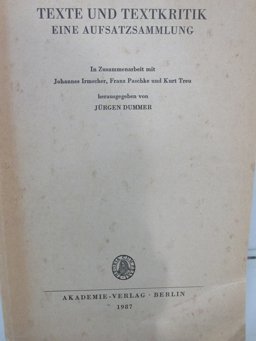 TEXTE UND TEXTKRITIK
EINE AUFSATZSAMMLUNG
In Zusammenarbeit mit
Johannes Irmscher, Franz Paschke und Kurt Treu
herausgegeben von
JÜRGEN DUMMER
AKADEMIE-VERLAG · BERLIN
1987